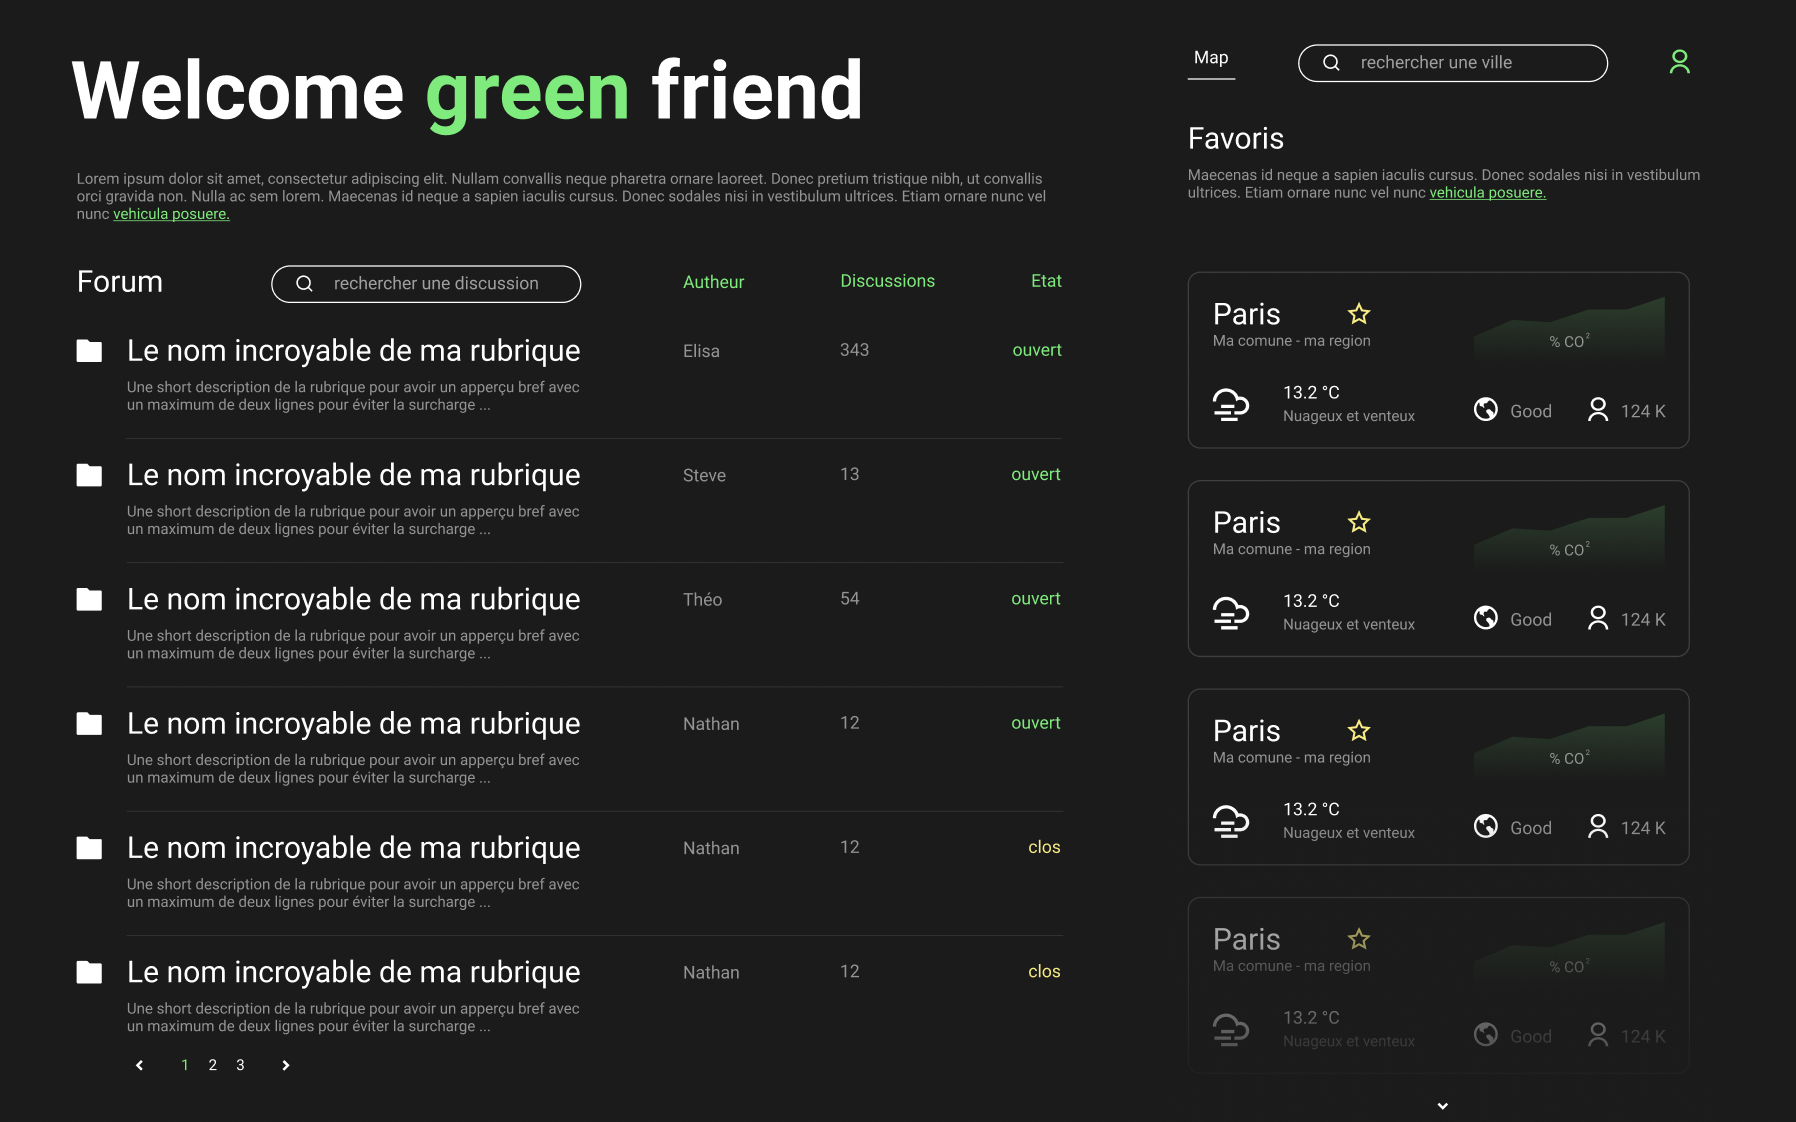 Welcome green friend
Lorem ipsum dolor sit amet, consectetur adipiscing elit. Nullam convallis neque pharetra ornare laoreet. Donec pretium tristique nibh, ut convallis
orci gravida non. Nulla ac sem lorem. Maecenas id neque a sapien iaculis cursus. Donec sodales nisi in vestibulum ultrices. Etiam ornare nunc vel
nunc vehicula posuere.
Forum
rechercher une discussion
Autheur
Discussions
Etat
Le nom incroyable de ma rubrique
Elisa
343
ouvert
Une short description de la rubrique pour avoir un apperçu bref avec
un maximum de deux lignes pour éviter la surcharge ...
Le nom incroyable de ma rubrique
Steve
13
ouvert
Une short description de la rubrique pour avoir un apperçu bref avec
un maximum de deux lignes pour éviter la surcharge ...
Le nom incroyable de ma rubrique
Théo
54
ouvert
Une short description de la rubrique pour avoir un apperçu bref avec
un maximum de deux lignes pour éviter la surcharge ...
Le nom incroyable de ma rubrique
Nathan
12
ouvert
Une short description de la rubrique pour avoir un apperçu bref avec
un maximum de deux lignes pour éviter la surcharge ...
Le nom incroyable de ma rubrique
Nathan
12
clos
Une short description de la rubrique pour avoir un apperçu bref avec
un maximum de deux lignes pour éviter la surcharge ...
Le nom incroyable de ma rubrique
Nathan
12
clos
Une short description de la rubrique pour avoir un apperçu bref avec
un maximum de deux lignes pour éviter la surcharge ...
1 2 3
Map
rechercher une ville
Favoris
Maecenas id neque a sapien iaculis cursus. Donec sodales nisi in vestibulum
ultrices. Etiam ornare nunc vel nunc vehicula posuere.
Paris
Ma comune - ma region
% CO²
13.2 °C
Nuageux et venteux
Good
124 K
Paris
Ma comune - ma region
% CO²
13.2 °C
Nuageux et venteux
Good
124 K
Paris
Ma comune - ma region
% CO²
13.2 °C
Nuageux et venteux
Good
124 K
Paris
Ma comune - ma region
% CO²
13.2 °C
Nuageux et venteux
Good
124 K